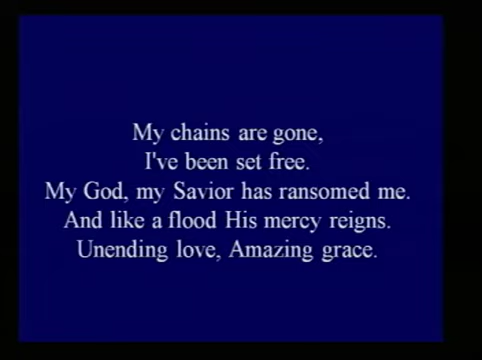 My chains are gone,
I've been set free.
My God, my Savior has ransomed me.
And like a flood His mercy reigns.
Unending love, Amazing grace.